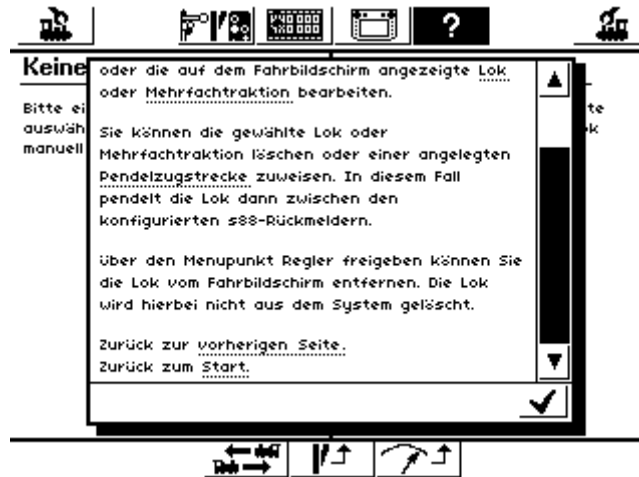 ?
Keine
oder die auf dem Fahrbildschirm angezeigte Lok
oder Mehrfachtraktion bearbeiten.
Bitte ei
te
auswäh
k
manuell
Sie können die gewählte Lok oder
Mehrfachtraktion löschen oder einer angelegten
Pendelzugstrecke zuweisen. In diesem Fall
pendelt die Lok dann zwischen den
konfigurierten s88-Rückmeldern.
Über den Menupunkt Regler freigeben können Sie
die Lok vom Fahrbildschirm entfernen. Die Lok
wird hierbei nicht aus dem System gelöscht.
Zurück zur vorherigen Seite.
Zurück zum Start.